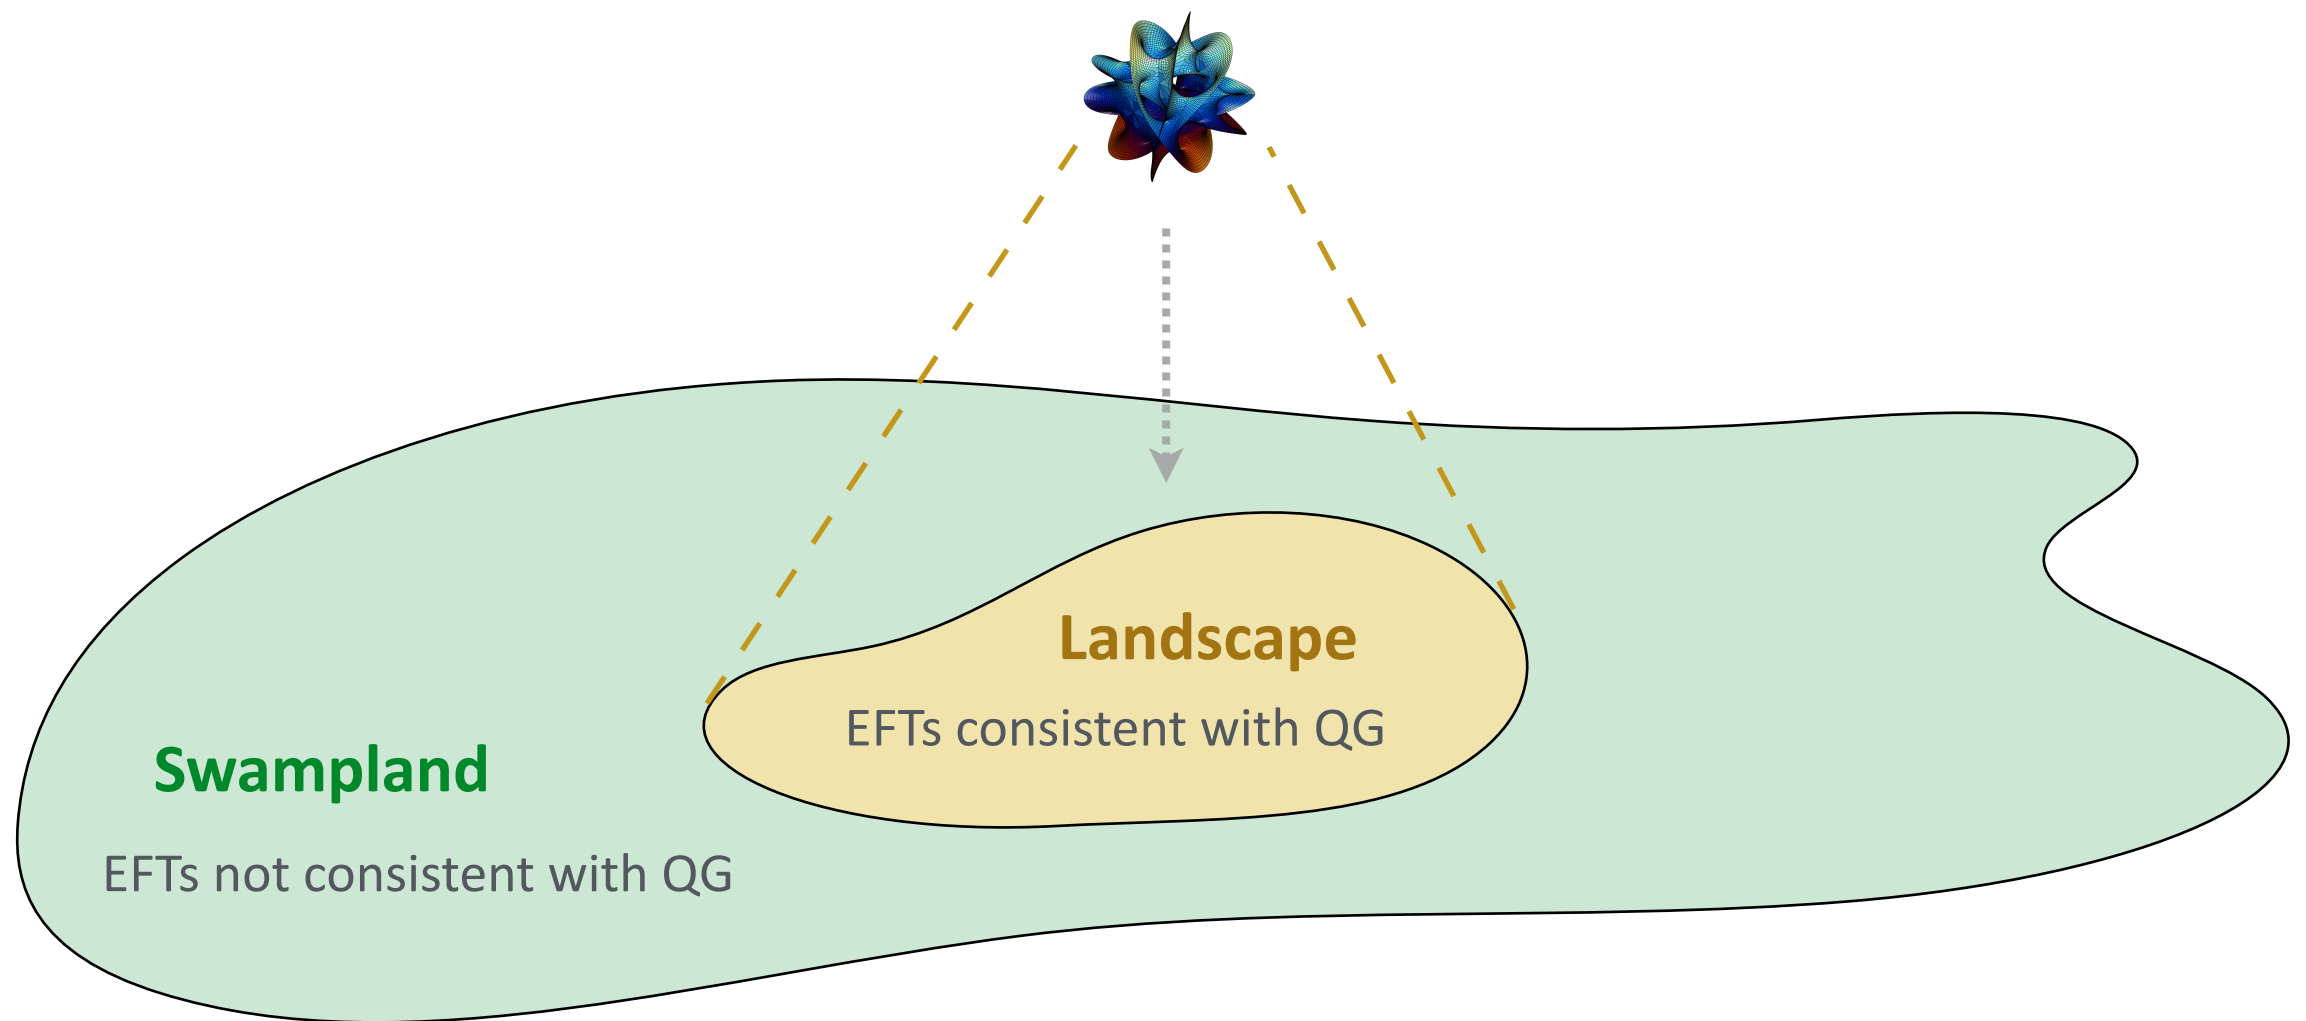 Landscape
EFTs consistent with QG
Swampland
EFTs not consistent with QG